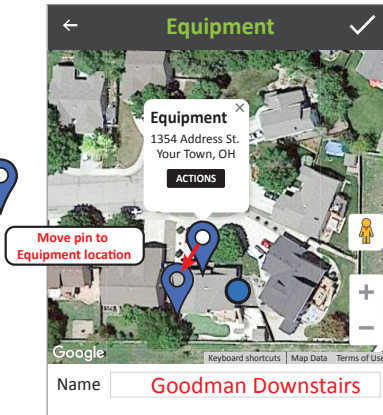 Equipment
Equipment
1354 Address St.
Your Town, OH
ACTIONS
Move pin to
Equipment location
Google
Keyboard shortcuts
Map Data
Terms of Use
Name
Goodman Downstairs